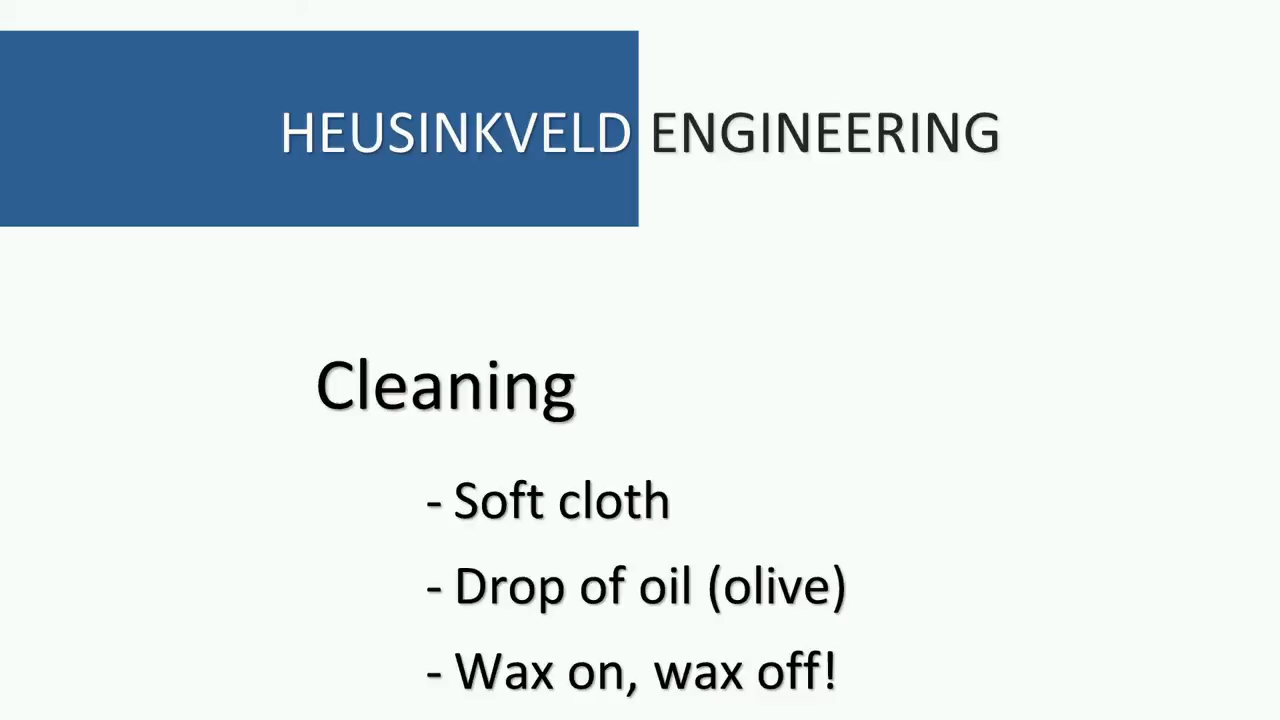 HEUSINKVELD ENGINEERING
Cleaning
- Soft cloth
- Drop of oil (olive)
- Wax on, wax off!